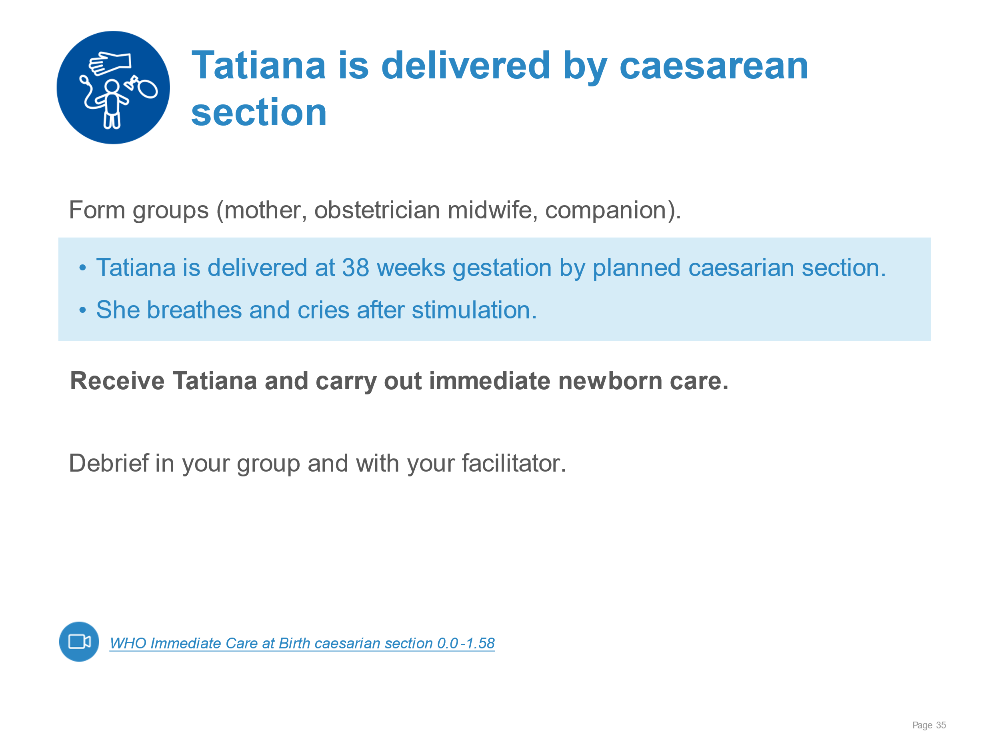 Tatiana is delivered by caesarean
section
Form groups (mother, obstetrician midwife, companion).
• Tatiana is delivered at 38 weeks gestation by planned caesarian section.
• She breathes and cries after stimulation.
Receive Tatiana and carry out immediate newborn care.
Debrief in your group and with your facilitator.
WHO Immediate Care at Birth caesarian section 0.0-1.58
Page 35